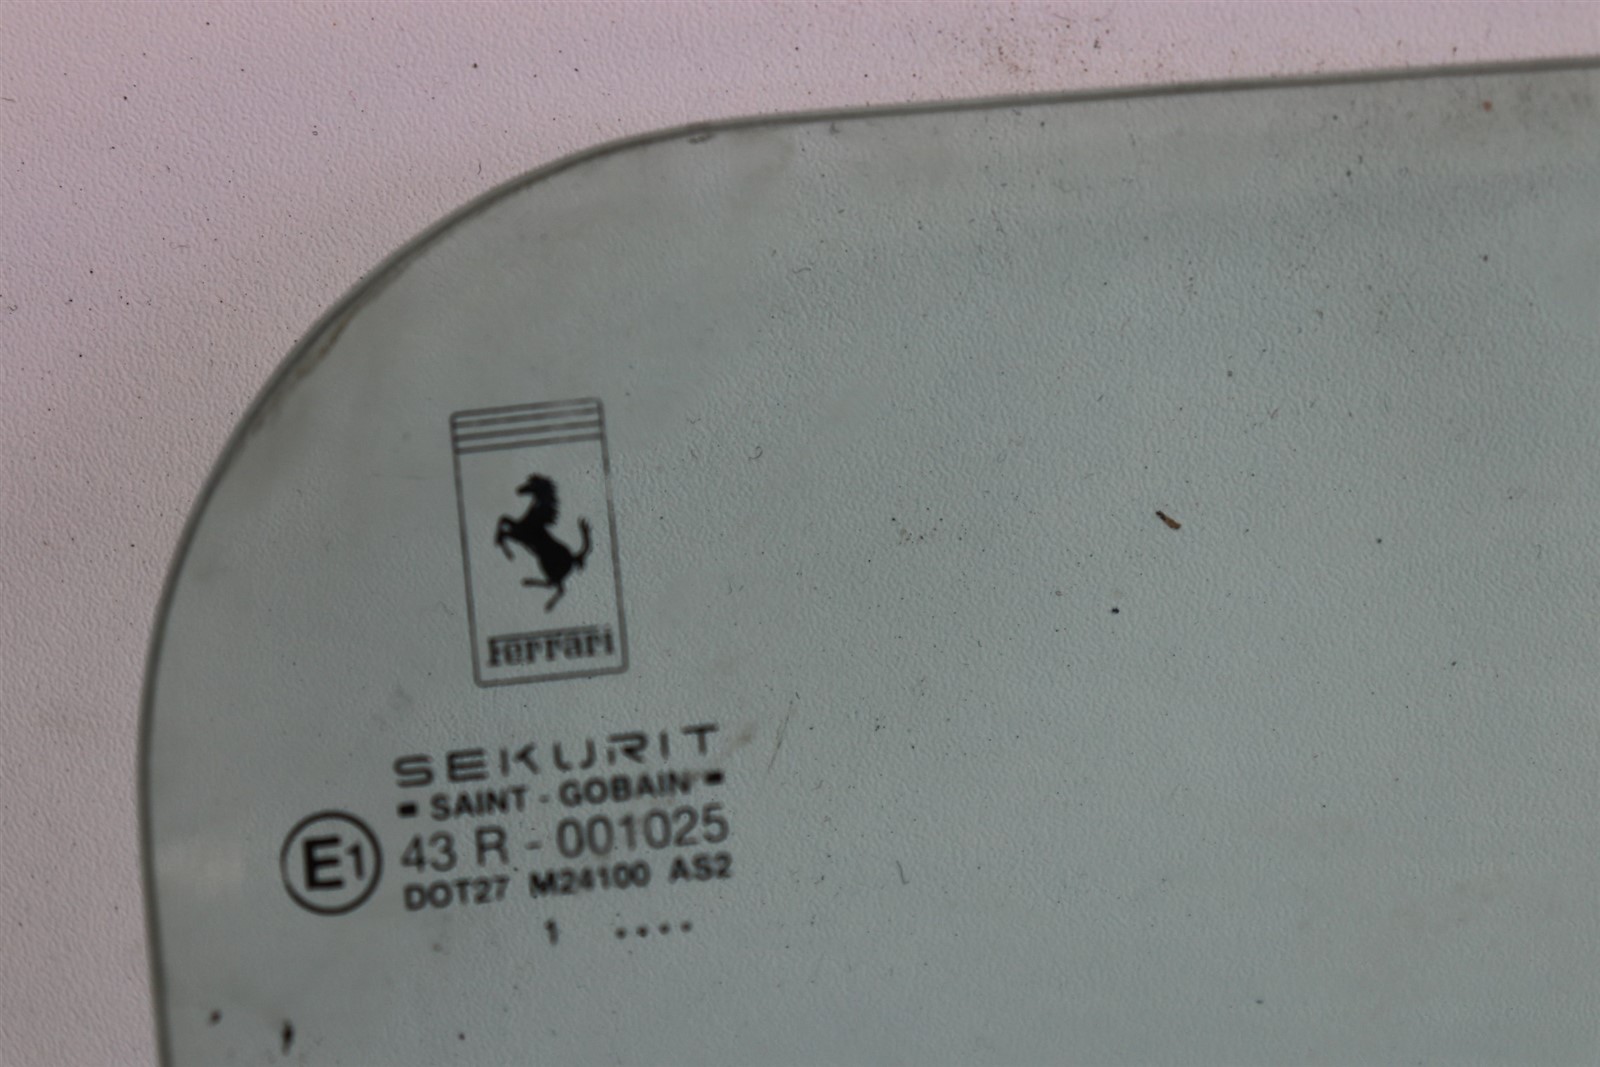 Ferrari
SEKURIT
SAINT - GOBAIN
E1
43 R - 001025
DOT27 M24100 AS2
1 ....